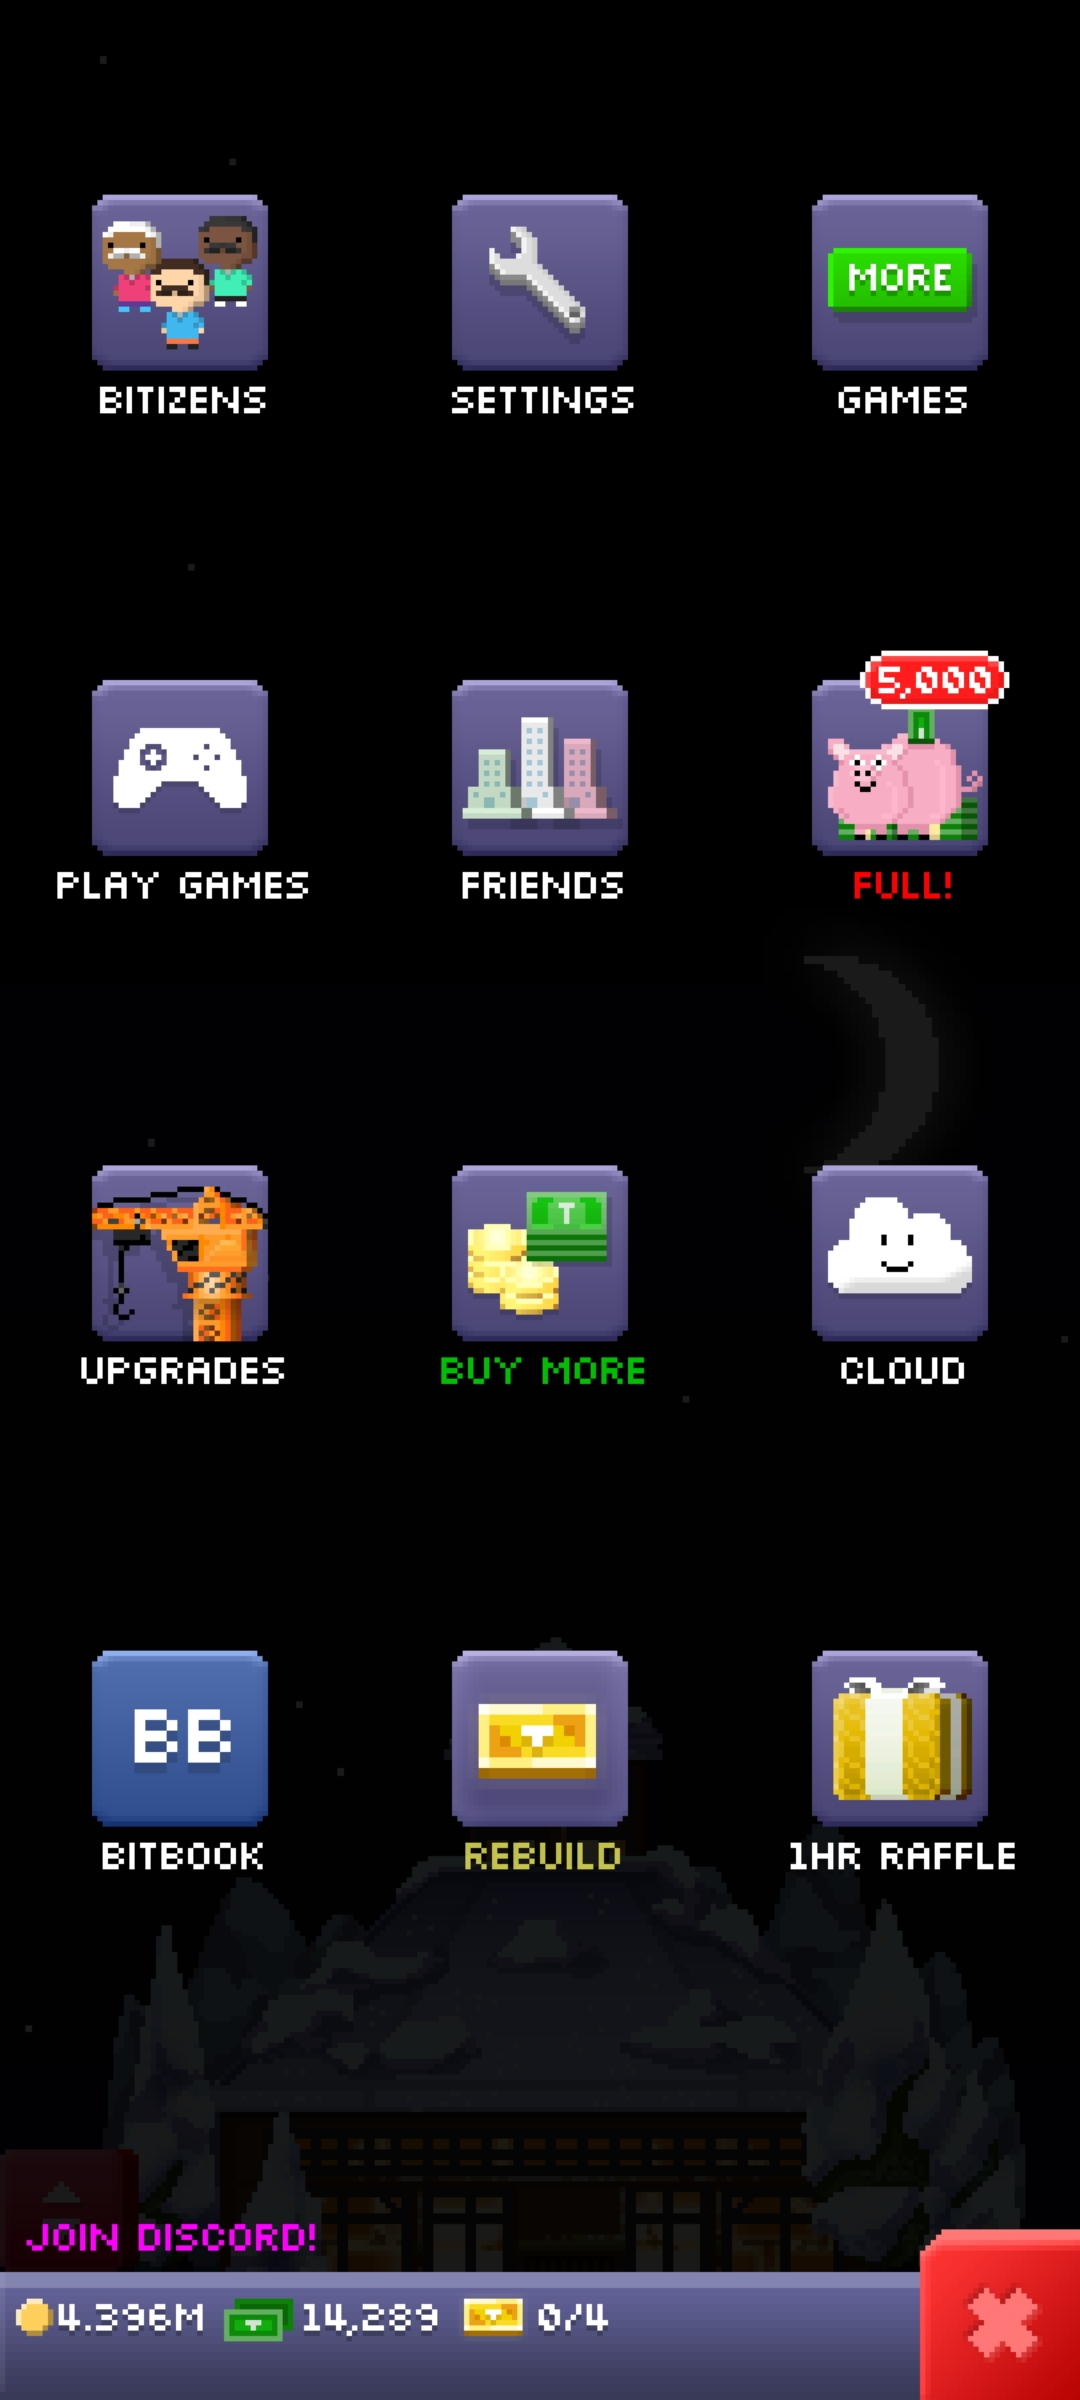 BITIZENS
SETTINGS
MORE
GAMES
PLAY GAMES
FRIENDS
5,000
FULL!
UPGRADES
T
BUY MORE
CLOUD
BB
BITBOOK
T
REBUILD
1HR RAFFLE
JOIN DISCORD!
4.396M 14,289 0/4